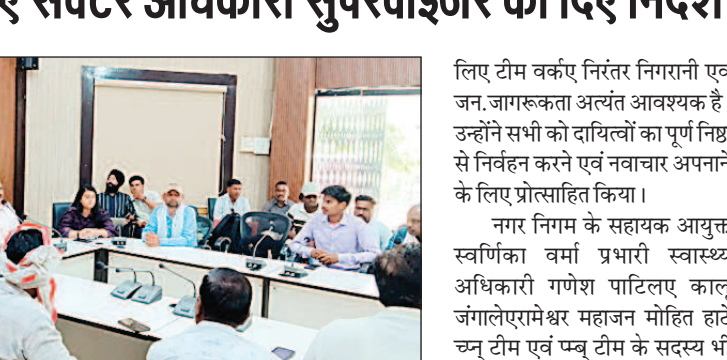 सेक्टर अधिकारी सुपरवाइजर को दिए निर्देश
लिए टीम वर्कए निरंतर निगरानी एवं
जन.जागरूकता अत्यंत आवश्यक है
उन्होंने सभी को दायित्वों का पूर्ण निष्ठ
से निर्वहन करने एवं नवाचार अपनाने
के लिए प्रोत्साहित किया।
नगर निगम के सहायक आयुक्त
स्वर्णिका वर्मा प्रभारी स्वास्थ्य
अधिकारी गणेश पाटिलए कालू
जंगालेएरामेश्वर महाजन मोहित हाटे
च्प्न् टीम एवं प्म्ब् टीम के सदस्य भी